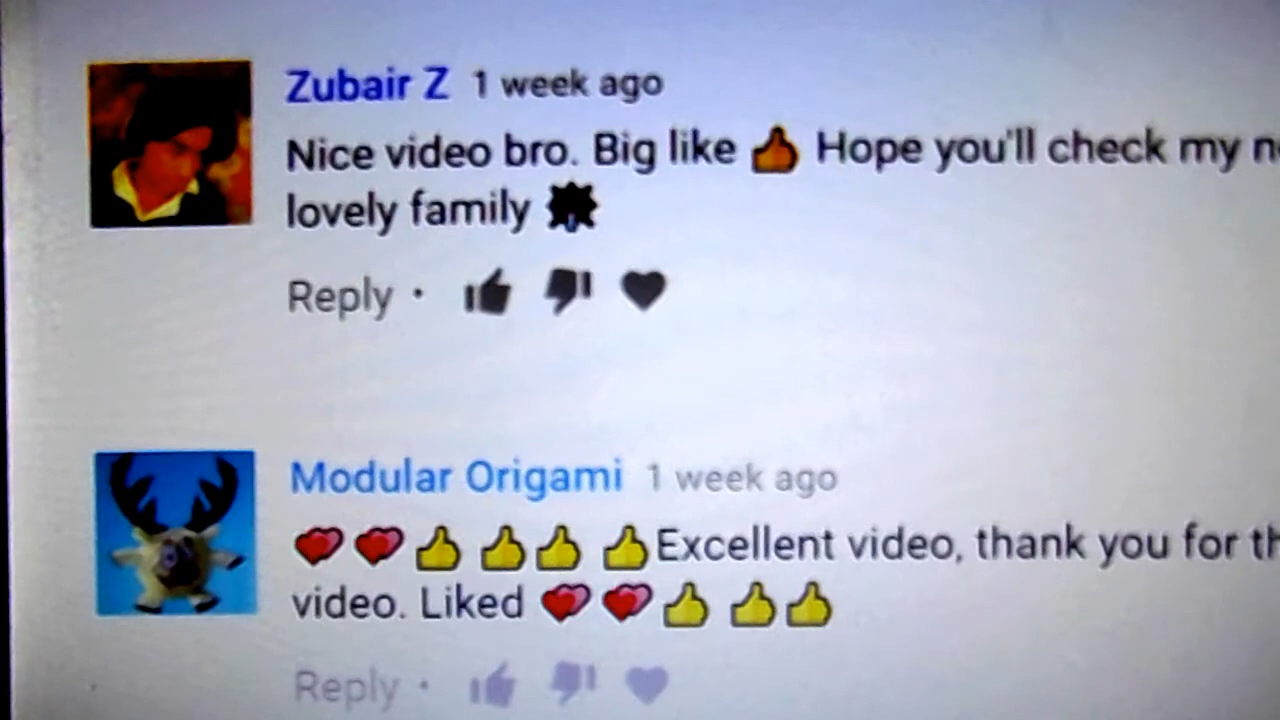 Zubair Z 1 week ago
Nice video bro. Big like 👍 Hope you'll check my
lovely family
Reply ·
Modular Origami 1 week ago
💕 💕 👍 👍 👍 👍 Excellent video, thank you for
video. Liked 💕 💕 👍 👍 👍
Reply ·